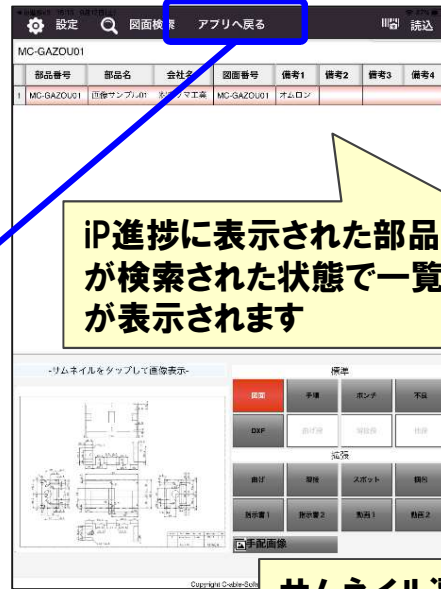 設定 図面検索 アプリへ戻る 読込
MC-GAZOU01
部品番号 部品名 会社名 図面番号 備考1 備考2 備考3 備考4
1 MC-GAZOU01 画像サンプル01 MC-GAZOU01 オムロン
iP進捗に表示された部品
が検索された状態で一覧
が表示されます
-サムネイルをタップして画像表示-
標準
図面 手順 ポンチ 不良
DXF
拡張
曲げ 溶接 スポット 梱包
指示書1 指示書2 動画1 動画2
手配画像
Copyright C-able-Soft